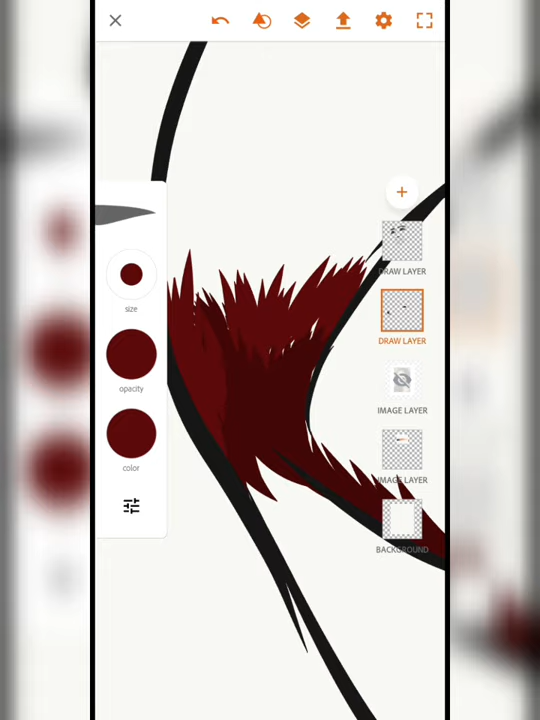 size
opacity
color
DRAW LAYER
DRAW LAYER
IMAGE LAYER
IMAGE LAYER
BACKGROUND